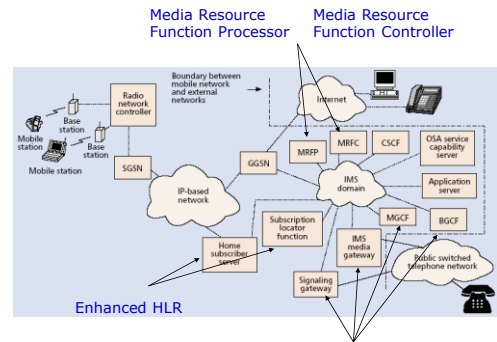 Media Resource
Function Processor
Media Resource
Function Controller
Boundary between
mobile network
and external
networks
Internet
Radio
network
controller
Base
station
Mobile
station
Base
station
Mobile station
SGSN
GGSN
MRFP
MRFC
CSCF
OSA service
capability
server
IP-based
network
IMS
domain
Application
server
Subscription
locator
function
MGCF
BGCF
Home
subscriber
server
IMS
media
gateway
Public switched
telephone network
Signaling
gateway
Enhanced HLR